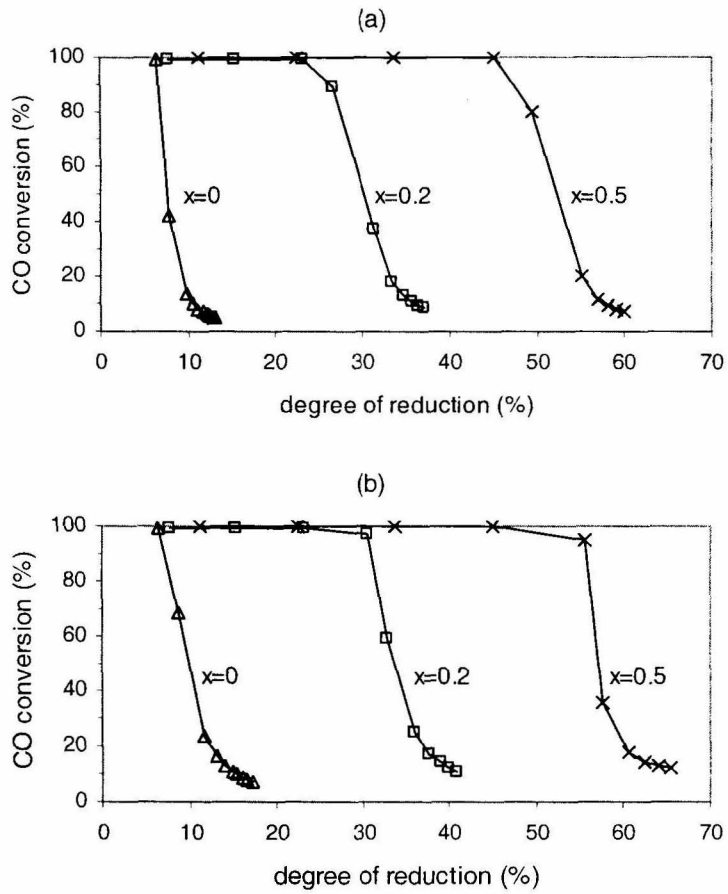 (a)
CO conversion (%)
100
80
60
40
20
0
x=0
x=0.2
x=0.5
0 10 20 30 40 50 60 70
degree of reduction (%)
(b)
CO conversion (%)
100
80
60
40
20
0
x=0
x=0.2
x=0.5
0 10 20 30 40 50 60 70
degree of reduction (%)